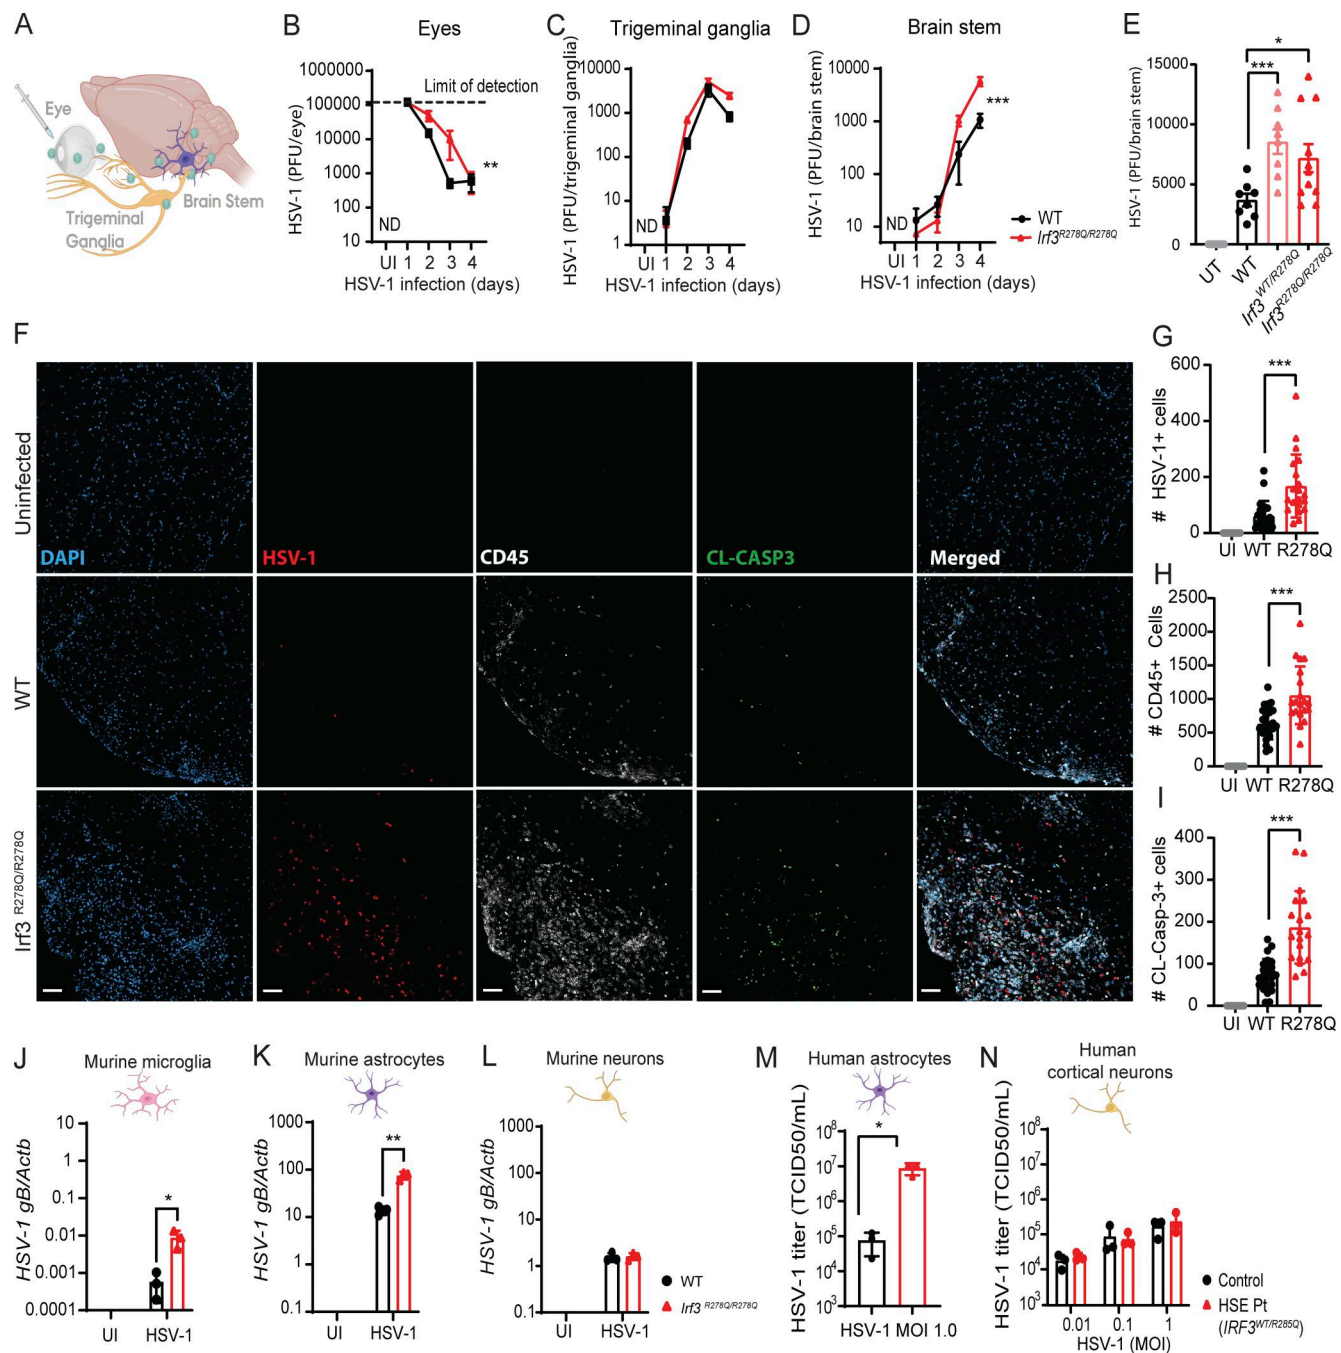 A
Eye
Trigeminal
Ganglia
Brain Stem
B
Eyes
HSV-1 (PFU/eye)
1000000
100000
10000
1000
100
10
Limit of detection
**
ND
UI 1 2 3 4
HSV-1 infection (days)
C
Trigeminal ganglia
HSV-1 (PFU/trigeminal ganglia)
10000
1000
100
10
1
ND
UI 1 2 3 4
HSV-1 infection (days)
D
Brain stem
HSV-1 (PFU/brain stem)
10000
1000
100
10
***
ND
WT
Irf3R278Q/R278Q
UI 1 2 3 4
HSV-1 infection (days)
E
HSV-1 (PFU/brain stem)
15000
10000
5000
0
*
***
UT
WT
Irf3WT/R278Q
Irf3R278Q/R278Q
F
Uninfected
DAPI
HSV-1
CD45
CL-CASP3
Merged
WT
Irf3 R278Q/R278Q
G
# HSV-1+ cells
600
400
200
0
***
UI WT R278Q
H
# CD45+ Cells
2500
2000
1500
1000
500
0
***
UI WT R278Q
I
# CL-Casp-3+ cells
400
300
200
100
0
***
UI WT R278Q
J
Murine microglia
HSV-1 gB/Actb
10
1
0.1
0.01
0.001
0.0001
*
UI HSV-1
K
Murine astrocytes
HSV-1 gB/Actb
1000
100
10
1
0.1
**
UI HSV-1
L
Murine neurons
HSV-1 gB/Actb
1000
100
10
1
0.1
UI HSV-1
WT
Irf3 R278Q/R278Q
M
Human astrocytes
HSV-1 titer (TCID50/mL)
10⁸
10⁷
10⁶
10⁵
10⁴
10³
*
HSV-1 MOI 1.0
N
Human
cortical neurons
HSV-1 titer (TCID50/mL)
10⁸
10⁷
10⁶
10⁵
10⁴
10³
0.01 0.1 1
HSV-1 (MOI)
Control
HSE Pt
(IRF3WT/R285Q)